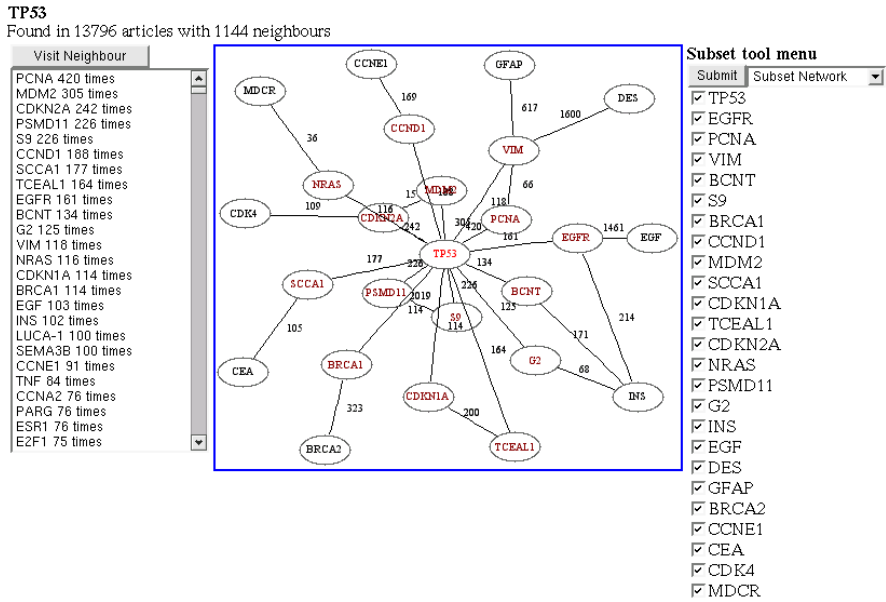 TP53
Found in 13796 articles with 1144 neighbours
Visit Neighbour
PCNA 420 times
MDM2 305 times
CDKN2A 242 times
PSMD11 226 times
S9 226 times
CCND1 188 times
SCCA1 177 times
TCEAL1 164 times
EGFR 161 times
BCNT 134 times
G2 125 times
VIM 118 times
NRAS 116 times
CDKN1A 114 times
BRCA1 114 times
EGF 103 times
INS 102 times
LUCA-1 100 times
SEMA3B 100 times
CCNE1 91 times
TNF 84 times
CCNA2 76 times
PARG 76 times
ESR1 76 times
E2F1 75 times
CCNE1
GFAP
MDCR
DES
169
617
1600
CCND1
36
VIM
NRAS
15
MDM2
188
66
109
116
118
CDK4
CDKN2A
242
305
420
PCNA
161
EGFR
1461
EGF
TP53
177
226
134
SCCA1
PSMD11
2019
226
BCNT
125
114
S9
114
214
105
171
164
CEA
BRCA1
G2
68
CDKN1A
INS
323
200
BRCA2
TCEAL1
Subset tool menu
Submit
Subset Network
TP53
EGFR
PCNA
VIM
BCNT
S9
BRCA1
CCND1
MDM2
SCCA1
CDKN1A
TCEAL1
CDKN2A
NRAS
PSMD11
G2
INS
EGF
DES
GFAP
BRCA2
CCNE1
CEA
CDK4
MDCR